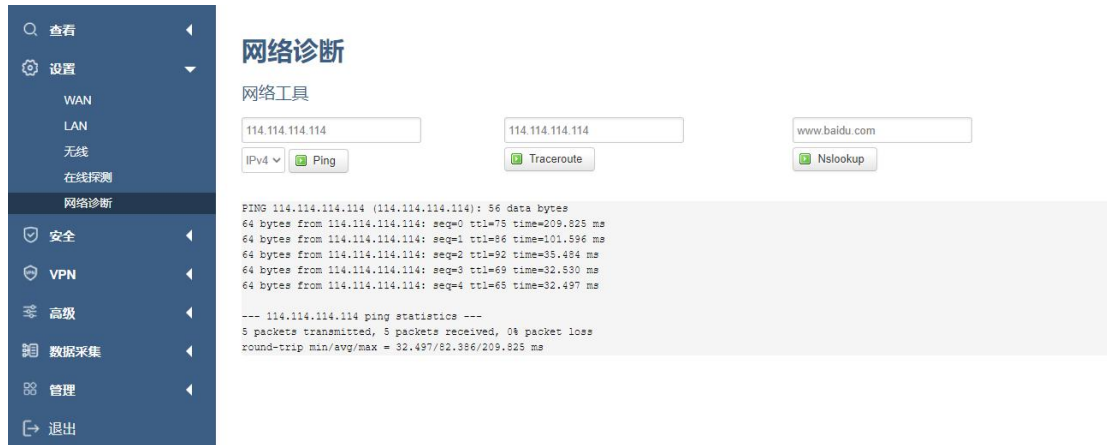 查看
设置
WAN
LAN
无线
在线探测
网络诊断
安全
VPN
高级
数据采集
管理
退出
网络诊断
网络工具
114.114.114.114
114.114.114.114
www.baidu.com
IPv4 Ping
Traceroute
Nslookup
PING 114.114.114.114 (114.114.114.114): 56 data bytes
64 bytes from 114.114.114.114: seq=0 ttl=75 time=209.825 ms
64 bytes from 114.114.114.114: seq=1 ttl=86 time=101.596 ms
64 bytes from 114.114.114.114: seq=2 ttl=92 time=35.484 ms
64 bytes from 114.114.114.114: seq=3 ttl=69 time=32.530 ms
64 bytes from 114.114.114.114: seq=4 ttl=65 time=32.497 ms
--- 114.114.114.114 ping statistics ---
5 packets transmitted, 5 packets received, 0% packet loss
round-trip min/avg/max = 32.497/82.386/209.825 ms